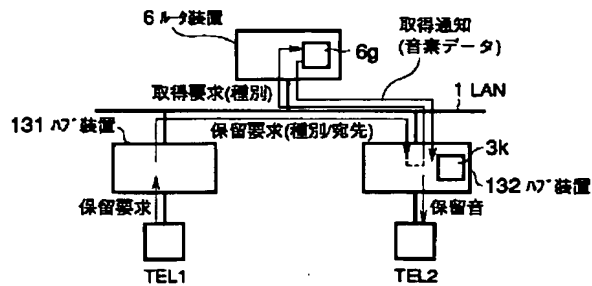 6 ルータ装置
6g
取得通知
(音素データ)
取得要求(種別)
1 LAN
131 ハブ装置
保留要求(種別/宛先)
3k
132 ハブ装置
保留要求
保留音
TEL1
TEL2